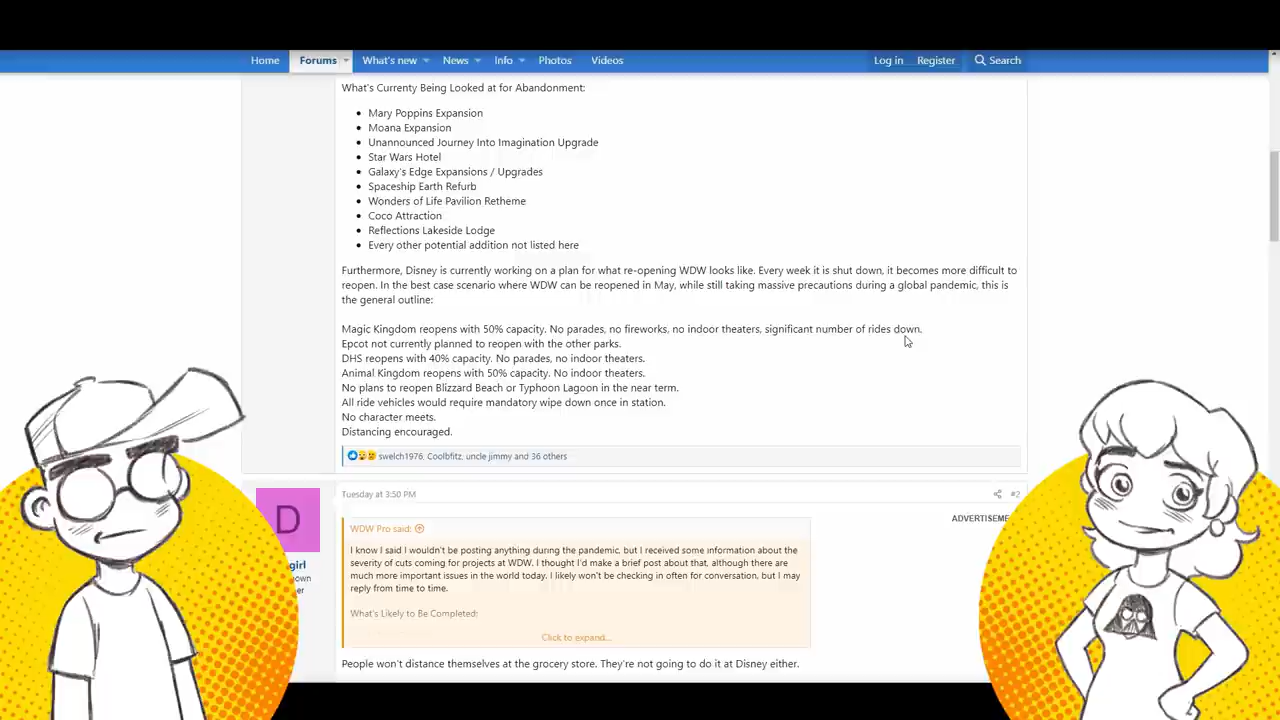 Home Forums What's new News Info Photos Videos Log in Register Search
What's Currenty Being Looked at for Abandonment:
Mary Poppins Expansion
Moana Expansion
Unannounced Journey Into Imagination Upgrade
Star Wars Hotel
Galaxy's Edge Expansions / Upgrades
Spaceship Earth Refurb
Wonders of Life Pavilion Retheme
Coco Attraction
Reflections Lakeside Lodge
Every other potential addition not listed here
Furthermore, Disney is currently working on a plan for what re-opening WDW looks like. Every week it is shut down, it becomes more difficult to
reopen. In the best case scenario where WDW can be reopened in May, while still taking massive precautions during a global pandemic, this is
the general outline:
Magic Kingdom reopens with 50% capacity. No parades, no fireworks, no indoor theaters, significant number of rides down.
Epcot not currently planned to reopen with the other parks.
DHS reopens with 40% capacity. No parades, no indoor theaters.
Animal Kingdom reopens with 50% capacity. No indoor theaters.
No plans to reopen Blizzard Beach or Typhoon Lagoon in the near term.
All ride vehicles would require mandatory wipe down once in station.
No character meets.
Distancing encouraged.
swelch1976, Coolbfitz, uncle jimmy and 36 others
Tuesday at 3:50 PM #2
D
girl
WDW Pro said:
ADVERTISEME
I know I said I wouldn't be posting anything during the pandemic, but I received some information about the
severity of cuts coming for projects at WDW. I thought I'd make a brief post about that, although there are
much more important issues in the world today. I likely won't be checking in often for conversation, but I may
reply from time to time.
What's Likely to Be Completed:
Click to expand...
People won't distance themselves at the grocery store. They're not going to do it at Disney either.